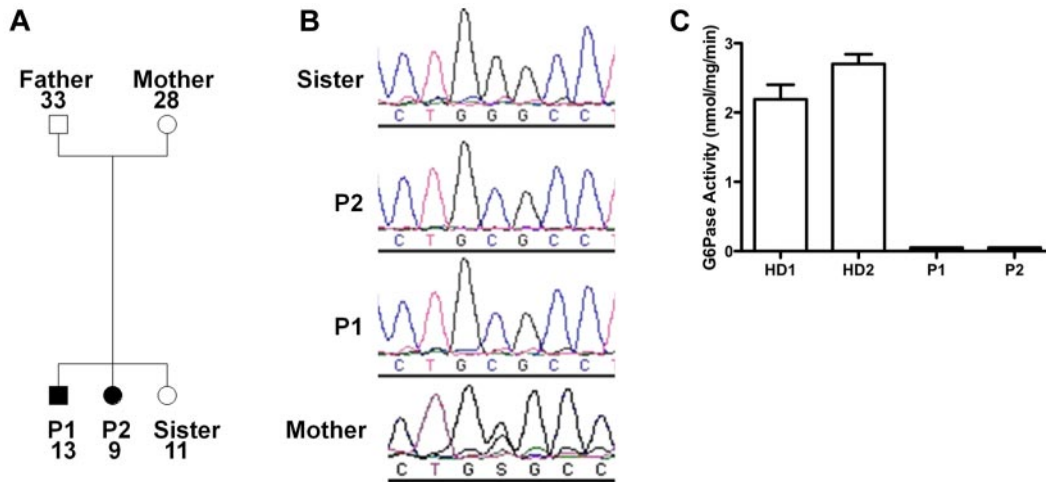 A
Father
33
Mother
28
P1
13
P2
9
Sister
11
B
Sister
C T G G G C C T
P2
C T G C G C C T
P1
C T G C G C C T
Mother
C T G S G C C
C
G6Pase Activity (nmol/mg/min)
3
2
1
0
HD1 HD2 P1 P2